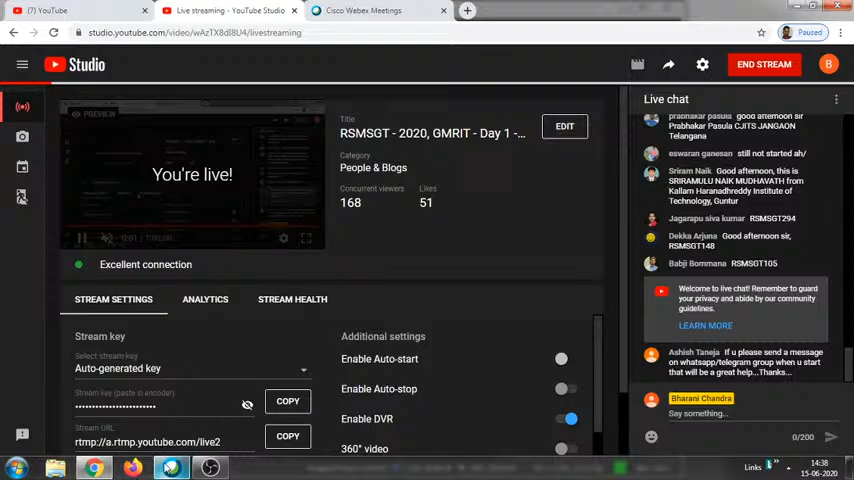 (7) YouTube
Live streaming - YouTube Studio
Cisco Webex Meetings
studio.youtube.com/video/wAzTX8dI8U4/livestreaming
Paused
Studio
END STREAM
B
PREVIEW
You're live!
Title
RSMSGT - 2020, GMRIT - Day 1 -...
EDIT
Category
People & Blogs
Concurrent viewers
Likes
168
51
Excellent connection
STREAM SETTINGS
ANALYTICS
STREAM HEALTH
Stream key
Select stream key
Auto-generated key
Stream key (paste in encoder)
••••••••••••••••••••••••
COPY
Stream URL
rtmp://a.rtmp.youtube.com/live2
COPY
Additional settings
Enable Auto-start
Enable Auto-stop
Enable DVR
360° video
Live chat
prabhakar Pasula good afternoon sir
Prabhakar Pasula CJITS JANGAON
Telangana
eswaran ganesan still not started ah/
Sriram Naik Good afternoon, this is
SRIRAMULU NAIK MUDHAVATH from
Kallam Haranadhreddy Institute of
Technology, Guntur
Jagarapu siva kumar RSMSGT294
Dekka Arjuna Good afternoon sir,
RSMSGT148
Babji Bommana RSMSGT105
Welcome to live chat! Remember to guard
your privacy and abide by our community
guidelines.
LEARN MORE
Ashish Taneja If u please send a message
on whatsapp/telegram group when u start
that will be a great help...Thanks...
Bharani Chandra
Say something...
0/200
Links
14:38
15-06-2020